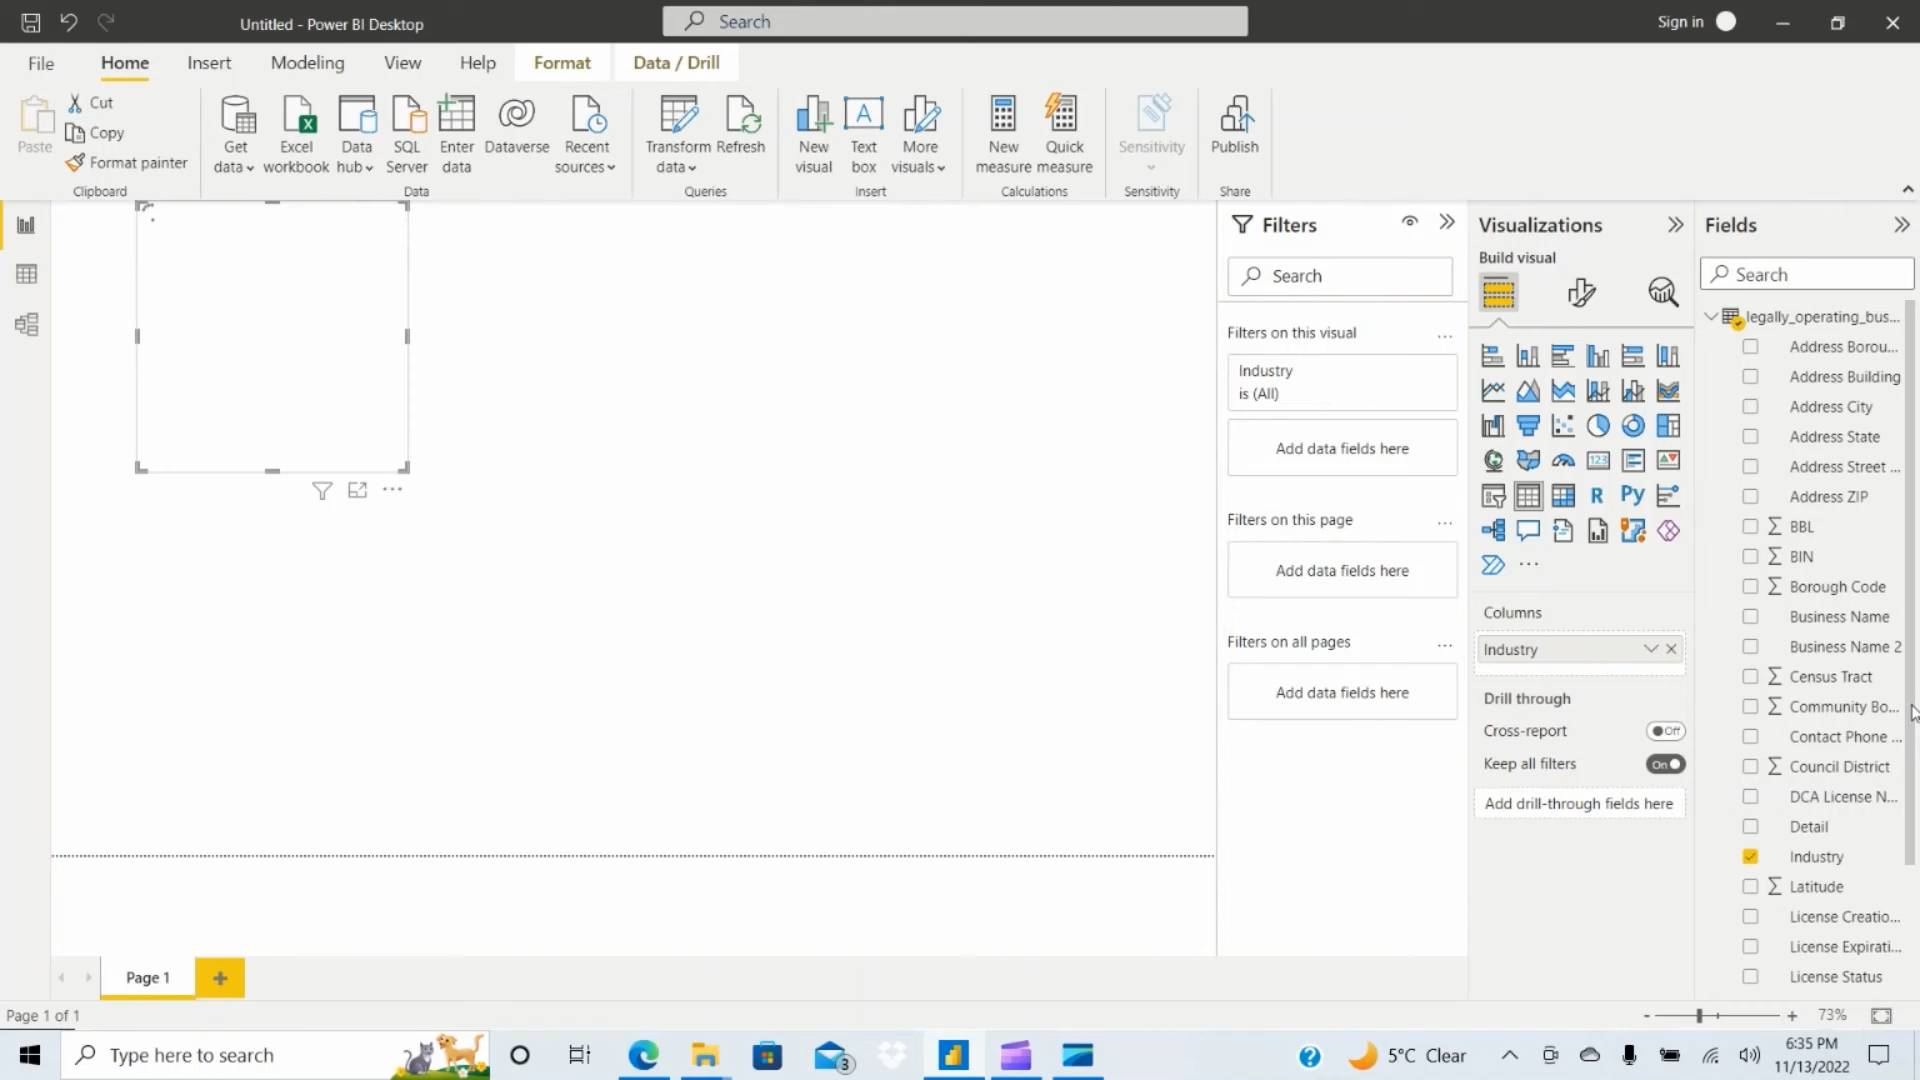 Untitled - Power BI Desktop
Search
Sign in
File
Home
Insert
Modeling
View
Help
Format
Data / Drill
Paste
Cut
Copy
Format painter
Clipboard
Get data
Excel workbook
Data hub
SQL Server
Enter data
Dataverse
Recent sources
Data
Transform data
Refresh
Queries
New visual
Text box
More visuals
Insert
New measure
Quick measure
Calculations
Sensitivity
Sensitivity
Publish
Share
Filters
Search
Filters on this visual
...
Industry
is (All)
Add data fields here
Filters on this page
...
Add data fields here
Filters on all pages
...
Add data fields here
Visualizations
Build visual
123
R
Py
...
Columns
Industry
Drill through
Cross-report
Off
Keep all filters
On
Add drill-through fields here
Fields
Search
legally_operating_bus...
Address Borou...
Address Building
Address City
Address State
Address Street ...
Address ZIP
∑ BBL
∑ BIN
∑ Borough Code
Business Name
Business Name 2
∑ Census Tract
∑ Community Bo...
Contact Phone ...
∑ Council District
DCA License N...
Detail
Industry
∑ Latitude
License Creatio...
License Expirati...
License Status
Page 1
+
Page 1 of 1
- + 73%
Type here to search
3
5°C Clear
6:35 PM
11/13/2022